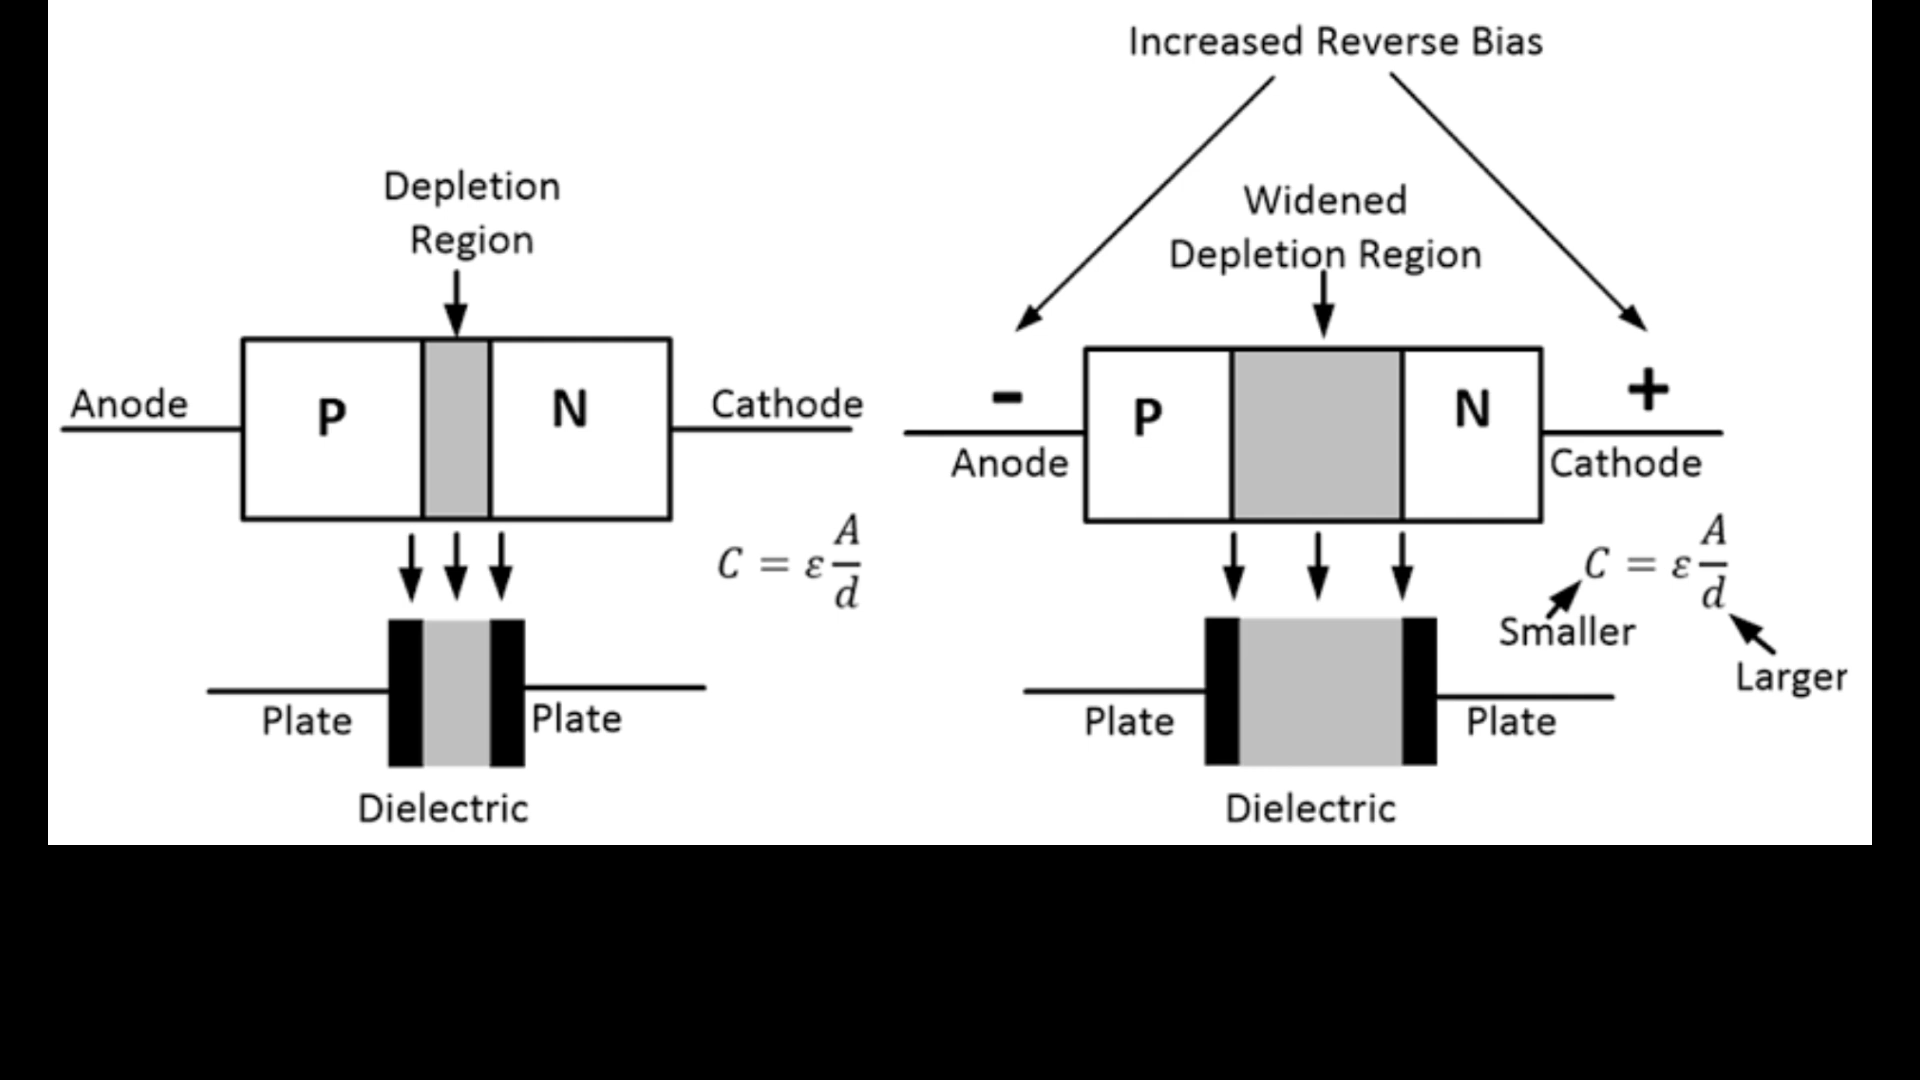 Increased Reverse Bias
Depletion
Region
Widened
Depletion Region
Anode
P
N
Cathode
-
P
N
+
Anode
Cathode
C = ε A/d
C = ε A/d
Smaller
Larger
Plate
Plate
Plate
Plate
Dielectric
Dielectric